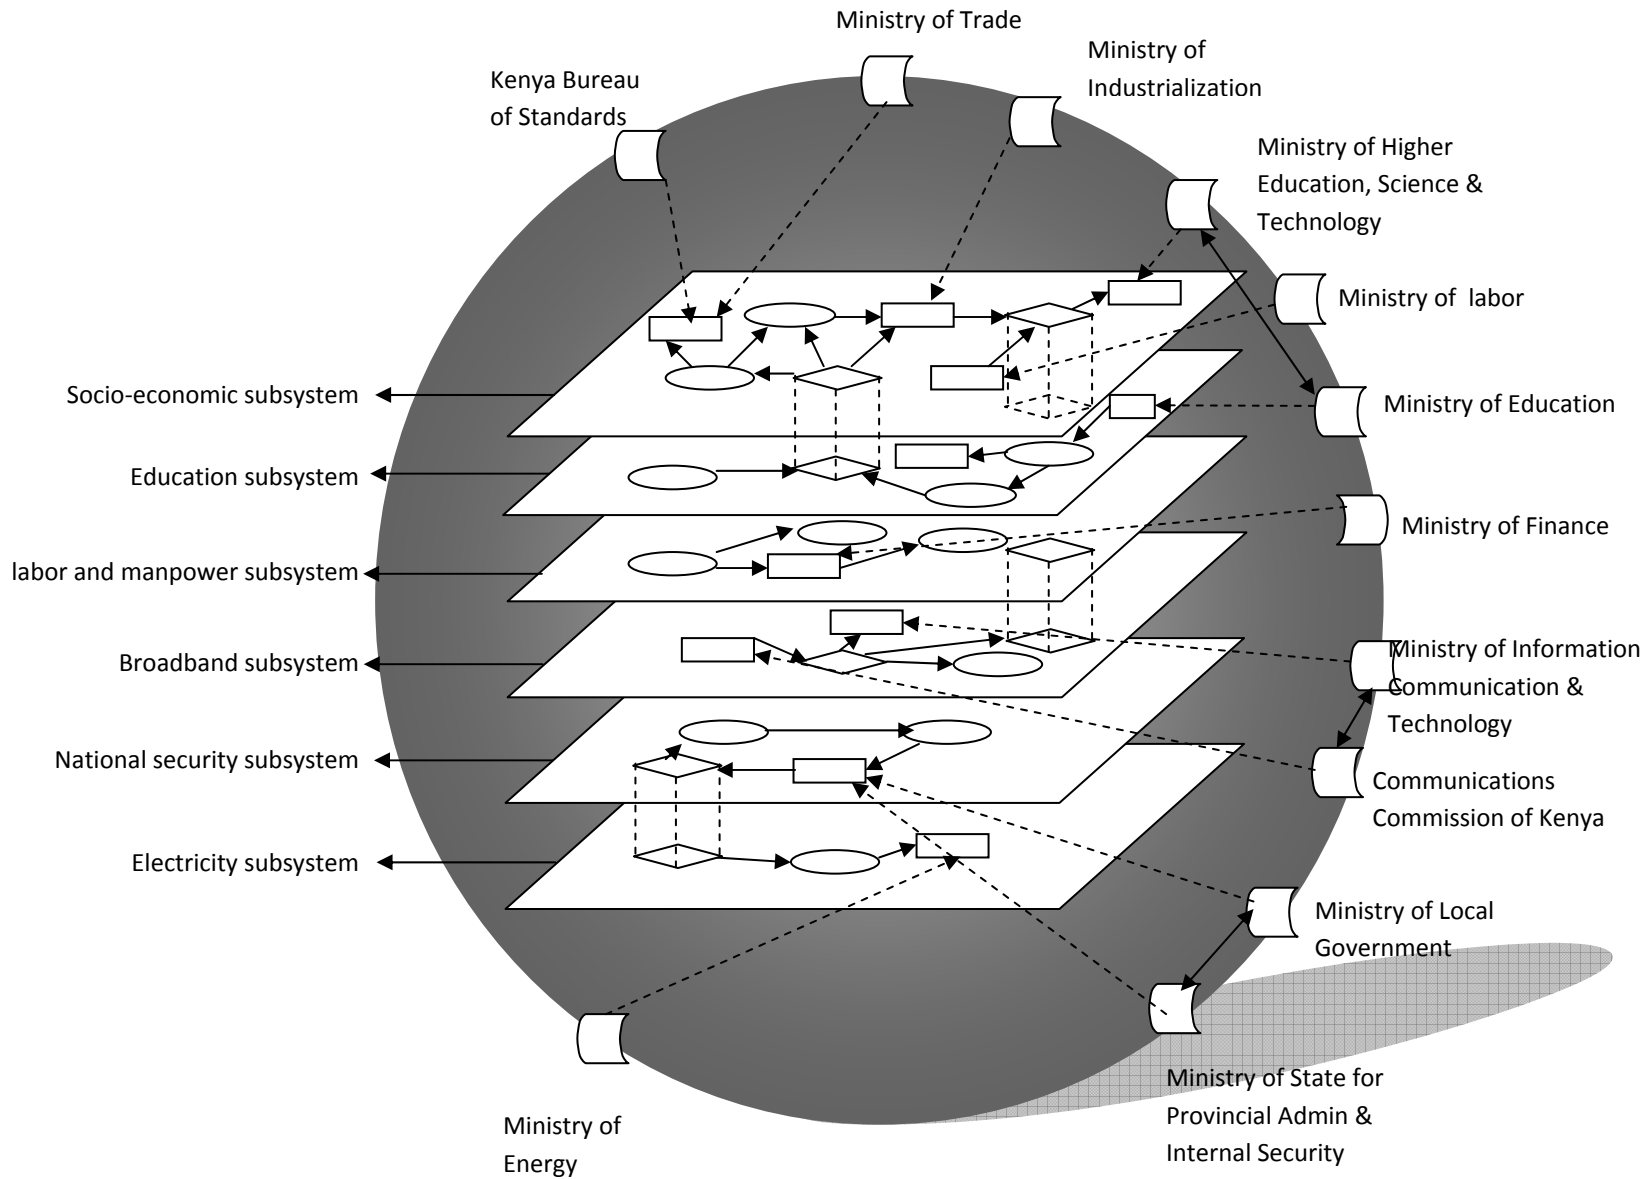 Ministry of Trade
Ministry of
Industrialization
Kenya Bureau
of Standards
Ministry of Higher
Education, Science &
Technology
Ministry of  labor
Socio-economic subsystem
Ministry of Education
Education subsystem
Ministry of Finance
labor and manpower subsystem
Broadband subsystem
Ministry of Information
Communication &
Technology
National security subsystem
Communications
Commission of Kenya
Electricity subsystem
Ministry of Local
Government
Ministry of State for
Provincial Admin &
Internal Security
Ministry of
Energy